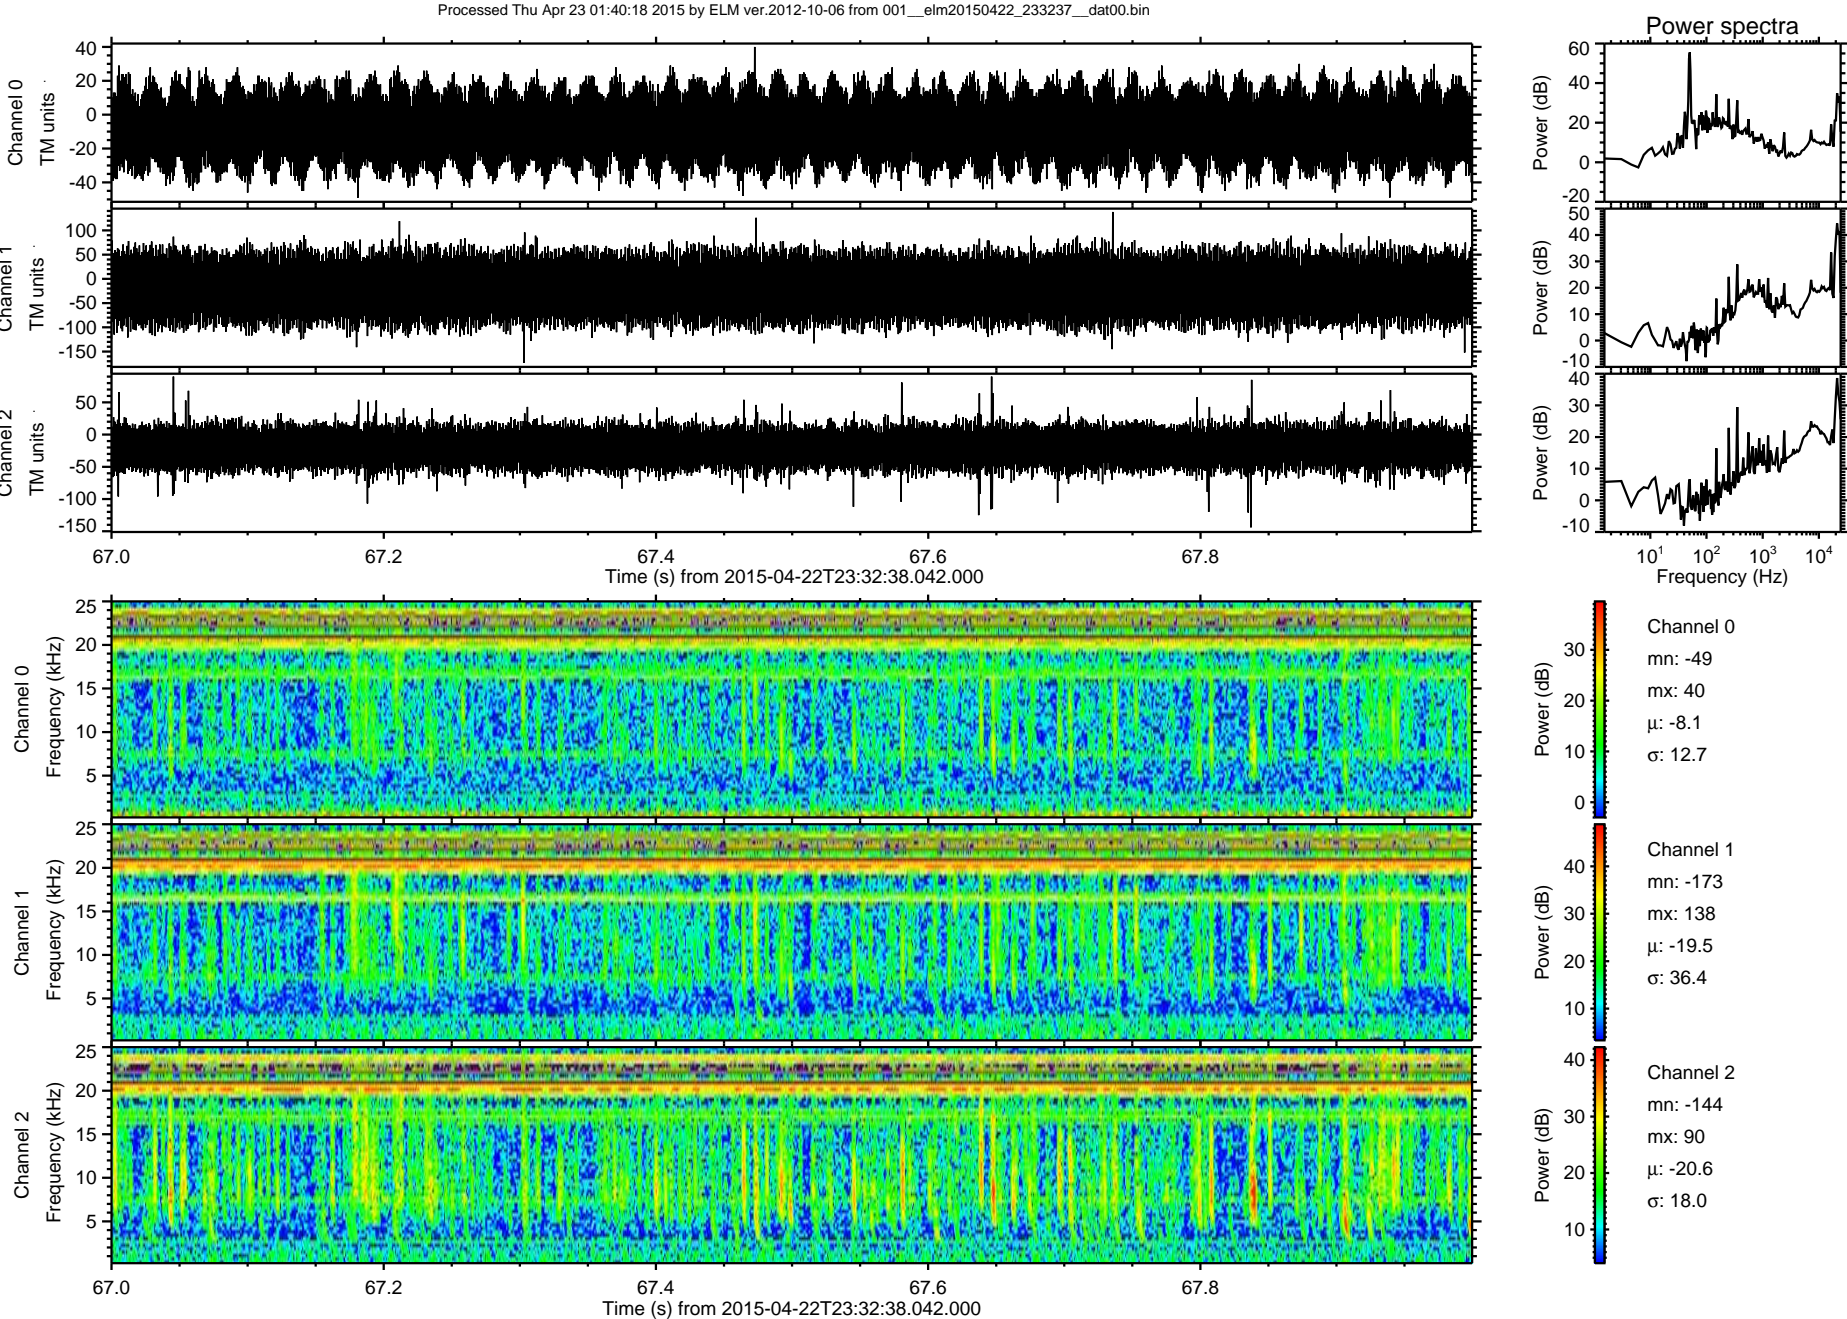 Processed Thu Apr 23 01:40:18 2015 by ELM ver.2012-10-06 from 001__elm20150422_233237__dat00.bin
Power spectra
Channel 0
TM units
40
20
0
-20
-40
Power (dB)
60
40
20
0
-20
Channel 1
TM units
100
50
0
-50
-100
-150
Power (dB)
50
40
30
20
10
0
-10
Channel 2
TM units
50
0
-50
-100
-150
Power (dB)
40
30
20
10
0
-10
67.0 67.2 67.4 67.6 67.8
Time (s) from 2015-04-22T23:32:38.042.000
10^1 10^2 10^3 10^4
Frequency (Hz)
Channel 0
Frequency (kHz)
25
20
15
10
5
Power (dB)
30
20
10
0
Channel 0
mn: -49
mx: 40
μ: -8.1
σ: 12.7
Channel 1
Frequency (kHz)
25
20
15
10
5
Power (dB)
40
30
20
10
Channel 1
mn: -173
mx: 138
μ: -19.5
σ: 36.4
Channel 2
Frequency (kHz)
25
20
15
10
5
Power (dB)
40
30
20
10
Channel 2
mn: -144
mx: 90
μ: -20.6
σ: 18.0
67.0 67.2 67.4 67.6 67.8
Time (s) from 2015-04-22T23:32:38.042.000